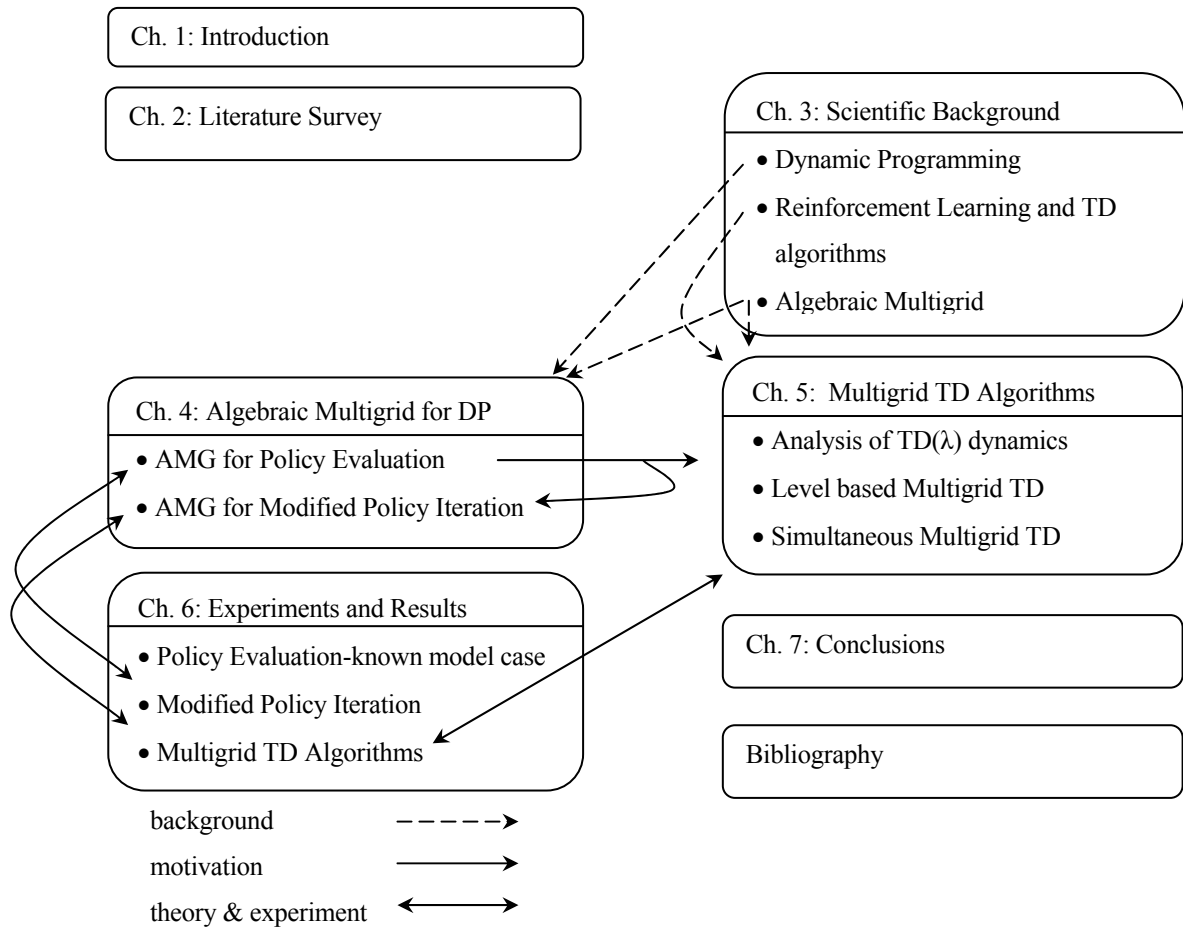 Ch. 1: Introduction
Ch. 2: Literature Survey
Ch. 3: Scientific Background
• Dynamic Programming
• Reinforcement Learning and TD
algorithms
• Algebraic Multigrid
Ch. 4: Algebraic Multigrid for DP
• AMG for Policy Evaluation
• AMG for Modified Policy Iteration
Ch. 5:  Multigrid TD Algorithms
• Analysis of TD(λ) dynamics
• Level based Multigrid TD
• Simultaneous Multigrid TD
Ch. 6: Experiments and Results
• Policy Evaluation-known model case
• Modified Policy Iteration
• Multigrid TD Algorithms
Ch. 7: Conclusions
Bibliography
background
motivation
theory & experiment